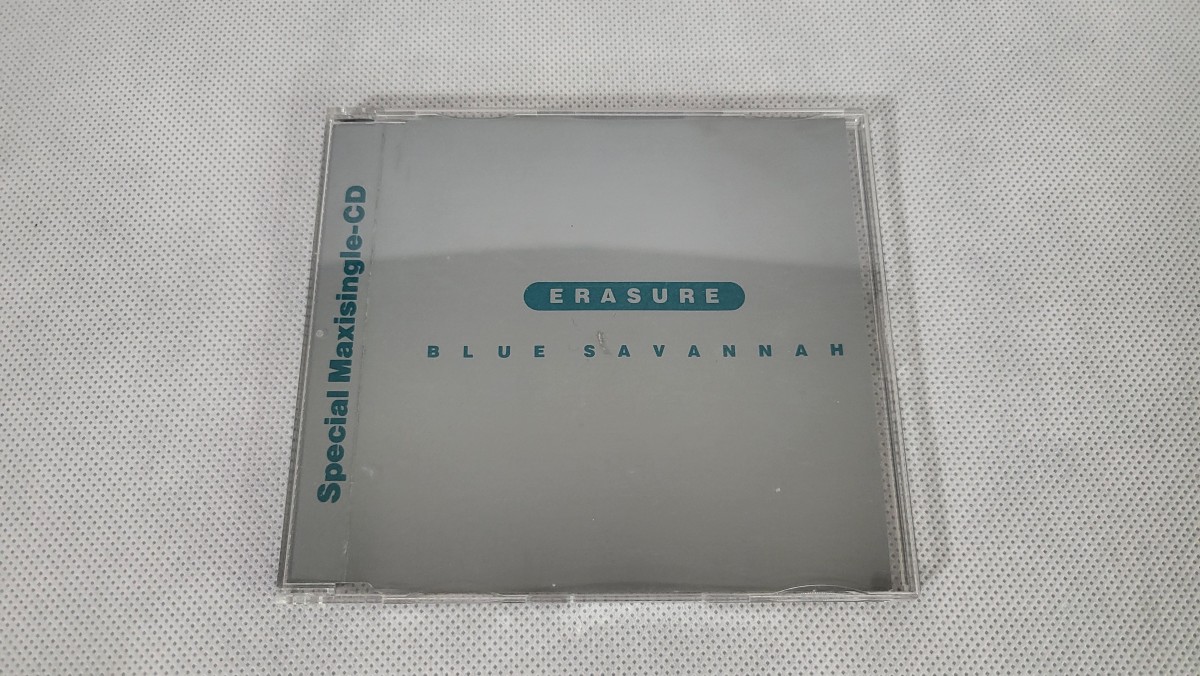 Special Maxisingle-CD
ERASURE
BLUE SAVANNAH